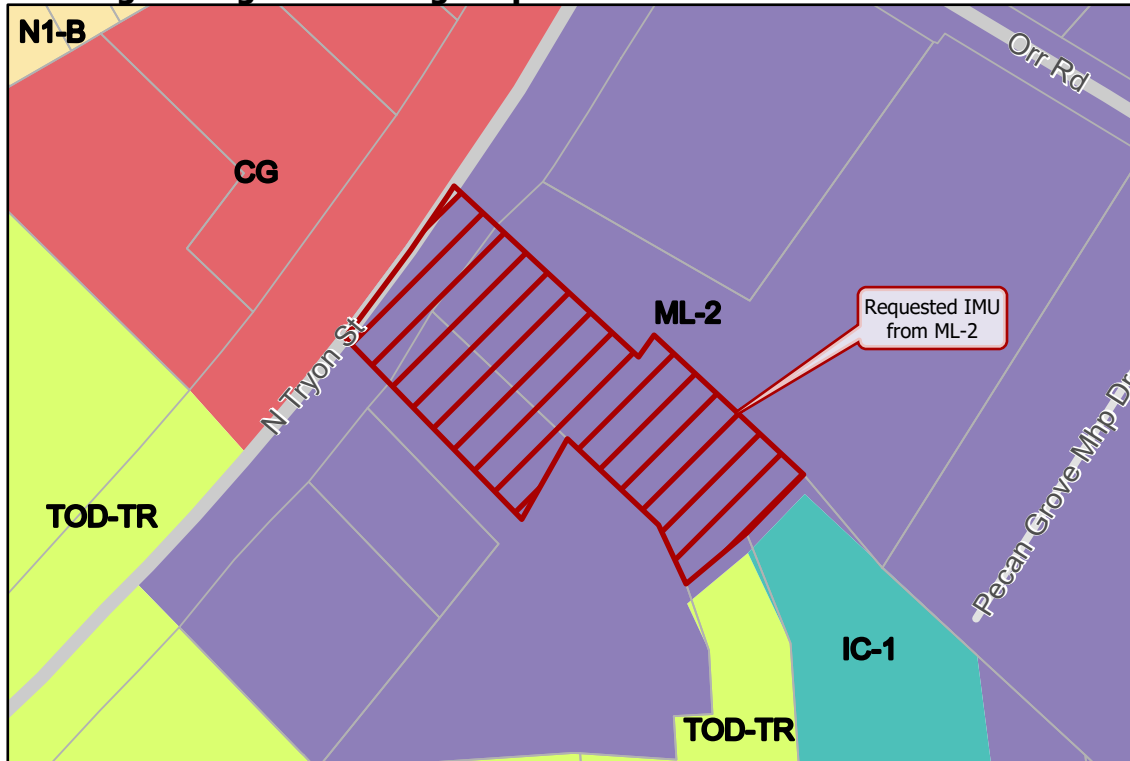 N1-B
Orr Rd
CG
ML-2
Requested IMU
from ML-2
N Tryon St
Pecan Grove Mhp Dr
TOD-TR
IC-1
TOD-TR